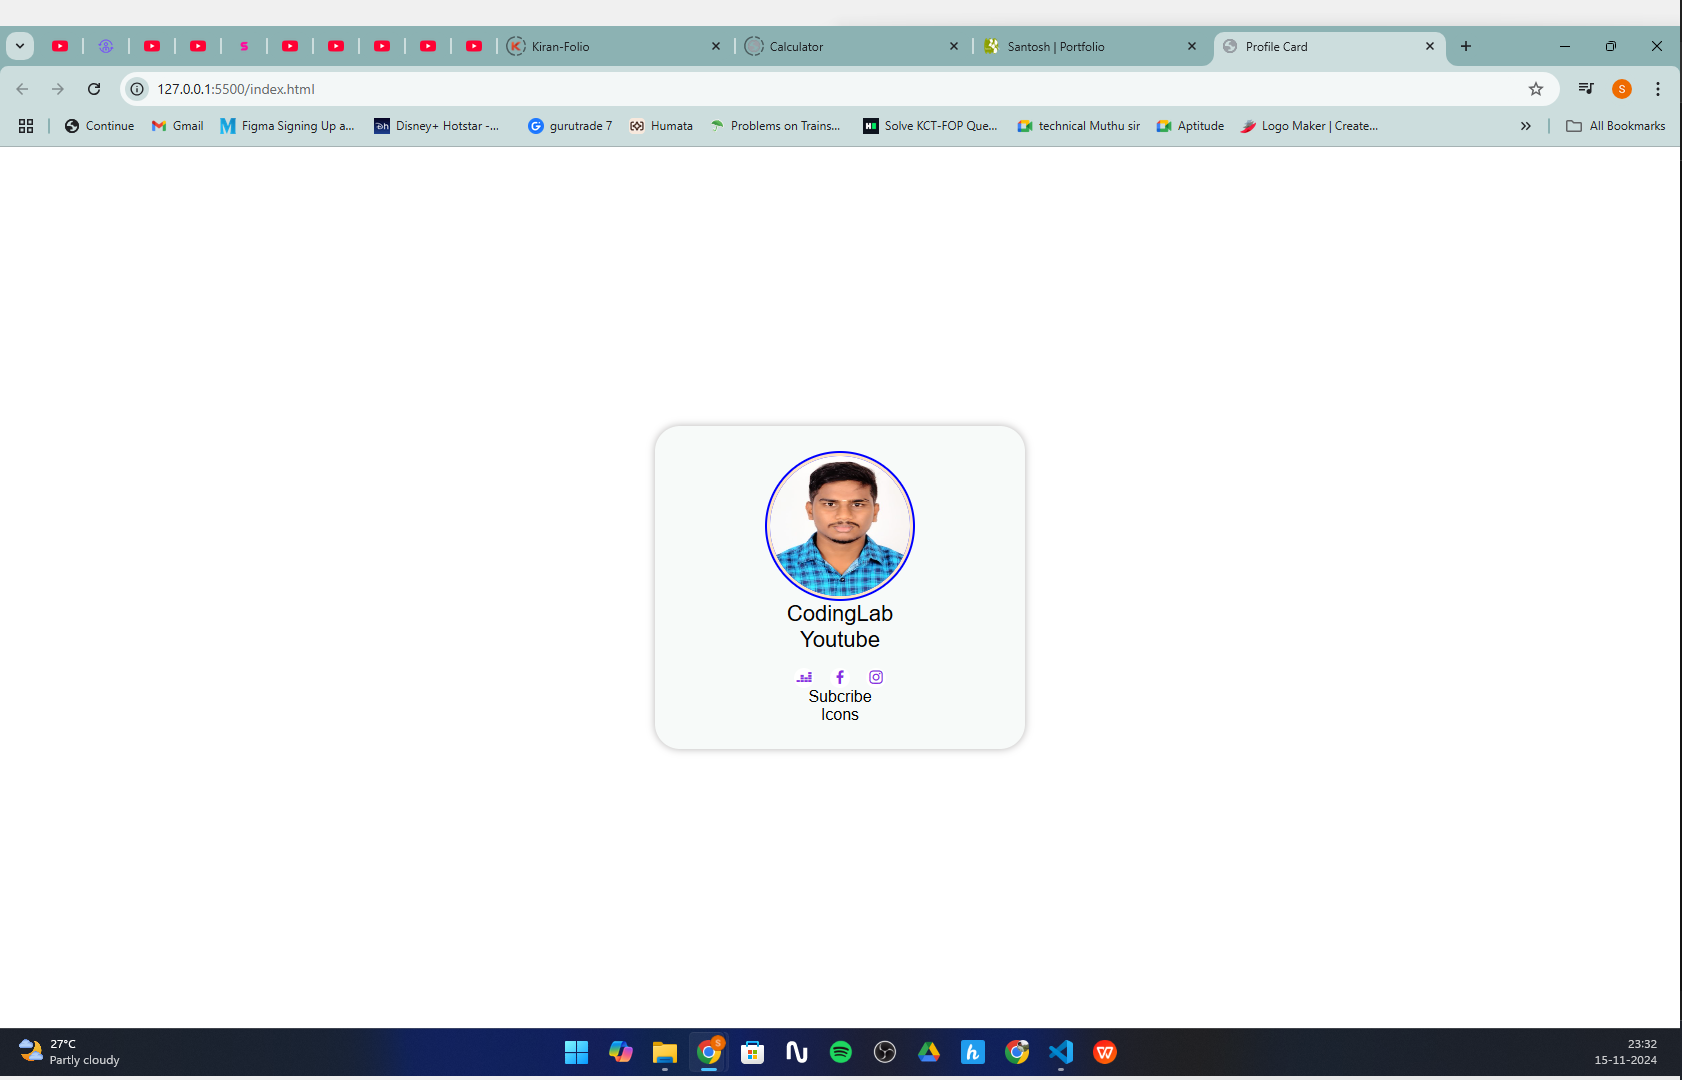 Kiran-Folio
Calculator
Santosh | Portfolio
Profile Card
127.0.0.1:5500/index.html
S
Continue
Gmail
Figma Signing Up a...
Disney+ Hotstar -...
gurutrade 7
Humata
Problems on Trains...
Solve KCT-FOP Que...
technical Muthu sir
Aptitude
Logo Maker | Create...
All Bookmarks
CodingLab
Youtube
Subcribe
Icons
27°C
Partly cloudy
23:32
15-11-2024